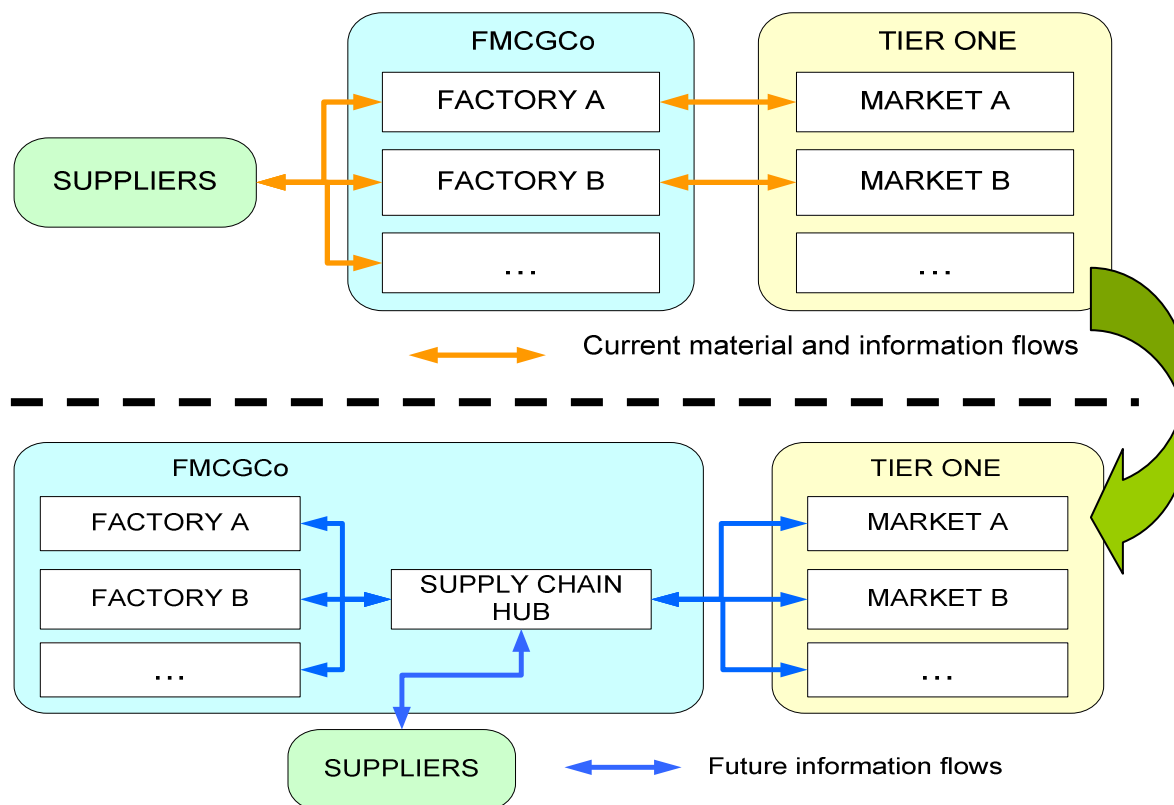 FMCGCo
TIER ONE
FACTORY A
MARKET A
SUPPLIERS
FACTORY B
MARKET B
...
...
Current material and information flows
FMCGCo
TIER ONE
FACTORY A
MARKET A
FACTORY B
SUPPLY CHAIN
HUB
MARKET B
...
...
SUPPLIERS
Future information flows